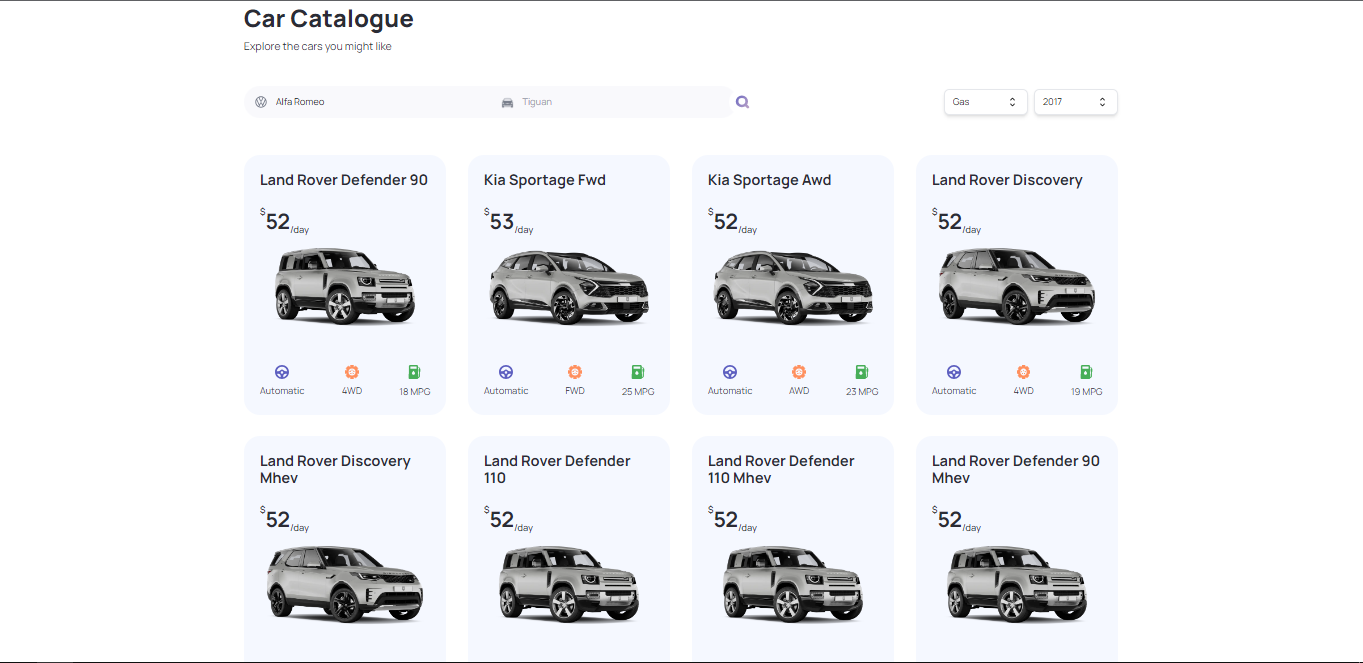 Car Catalogue
Explore the cars you might like
Alfa Romeo
Tiguan
Gas
2017
Land Rover Defender 90
$52/day
Automatic
4WD
18 MPG
Kia Sportage Fwd
$53/day
Automatic
FWD
25 MPG
Kia Sportage Awd
$52/day
Automatic
AWD
23 MPG
Land Rover Discovery
$52/day
Automatic
4WD
19 MPG
Land Rover Discovery
Mhev
$52/day
Land Rover Defender
110
$52/day
Land Rover Defender
110 Mhev
$52/day
Land Rover Defender 90
Mhev
$52/day